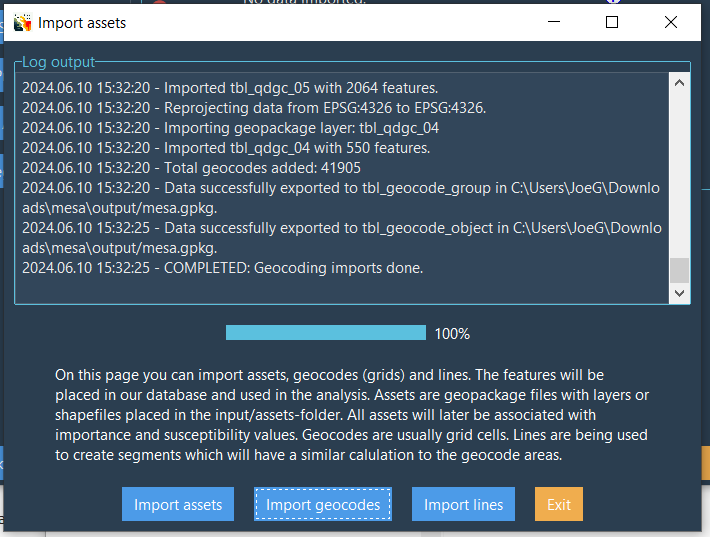 No data imported.
Import assets
Log output
2024.06.10 15:32:20 - Imported tbl_qdgc_05 with 2064 features.
2024.06.10 15:32:20 - Reprojecting data from EPSG:4326 to EPSG:4326.
2024.06.10 15:32:20 - Importing geopackage layer: tbl_qdgc_04
2024.06.10 15:32:20 - Imported tbl_qdgc_04 with 550 features.
2024.06.10 15:32:20 - Total geocodes added: 41905
2024.06.10 15:32:20 - Data successfully exported to tbl_geocode_group in C:\Users\JoeG\Downlo
ads\mesa\output/mesa.gpkg.
2024.06.10 15:32:25 - Data successfully exported to tbl_geocode_object in C:\Users\JoeG\Downlo
ads\mesa\output/mesa.gpkg.
2024.06.10 15:32:25 - COMPLETED: Geocoding imports done.
100%
On this page you can import assets, geocodes (grids) and lines. The features will be
placed in our database and used in the analysis. Assets are geopackage files with layers or
shapefiles placed in the input/assets-folder. All assets will later be associated with
importance and susceptibility values. Geocodes are usually grid cells. Lines are being used
to create segments which will have a similar calulation to the geocode areas.
Import assets
Import geocodes
Import lines
Exit